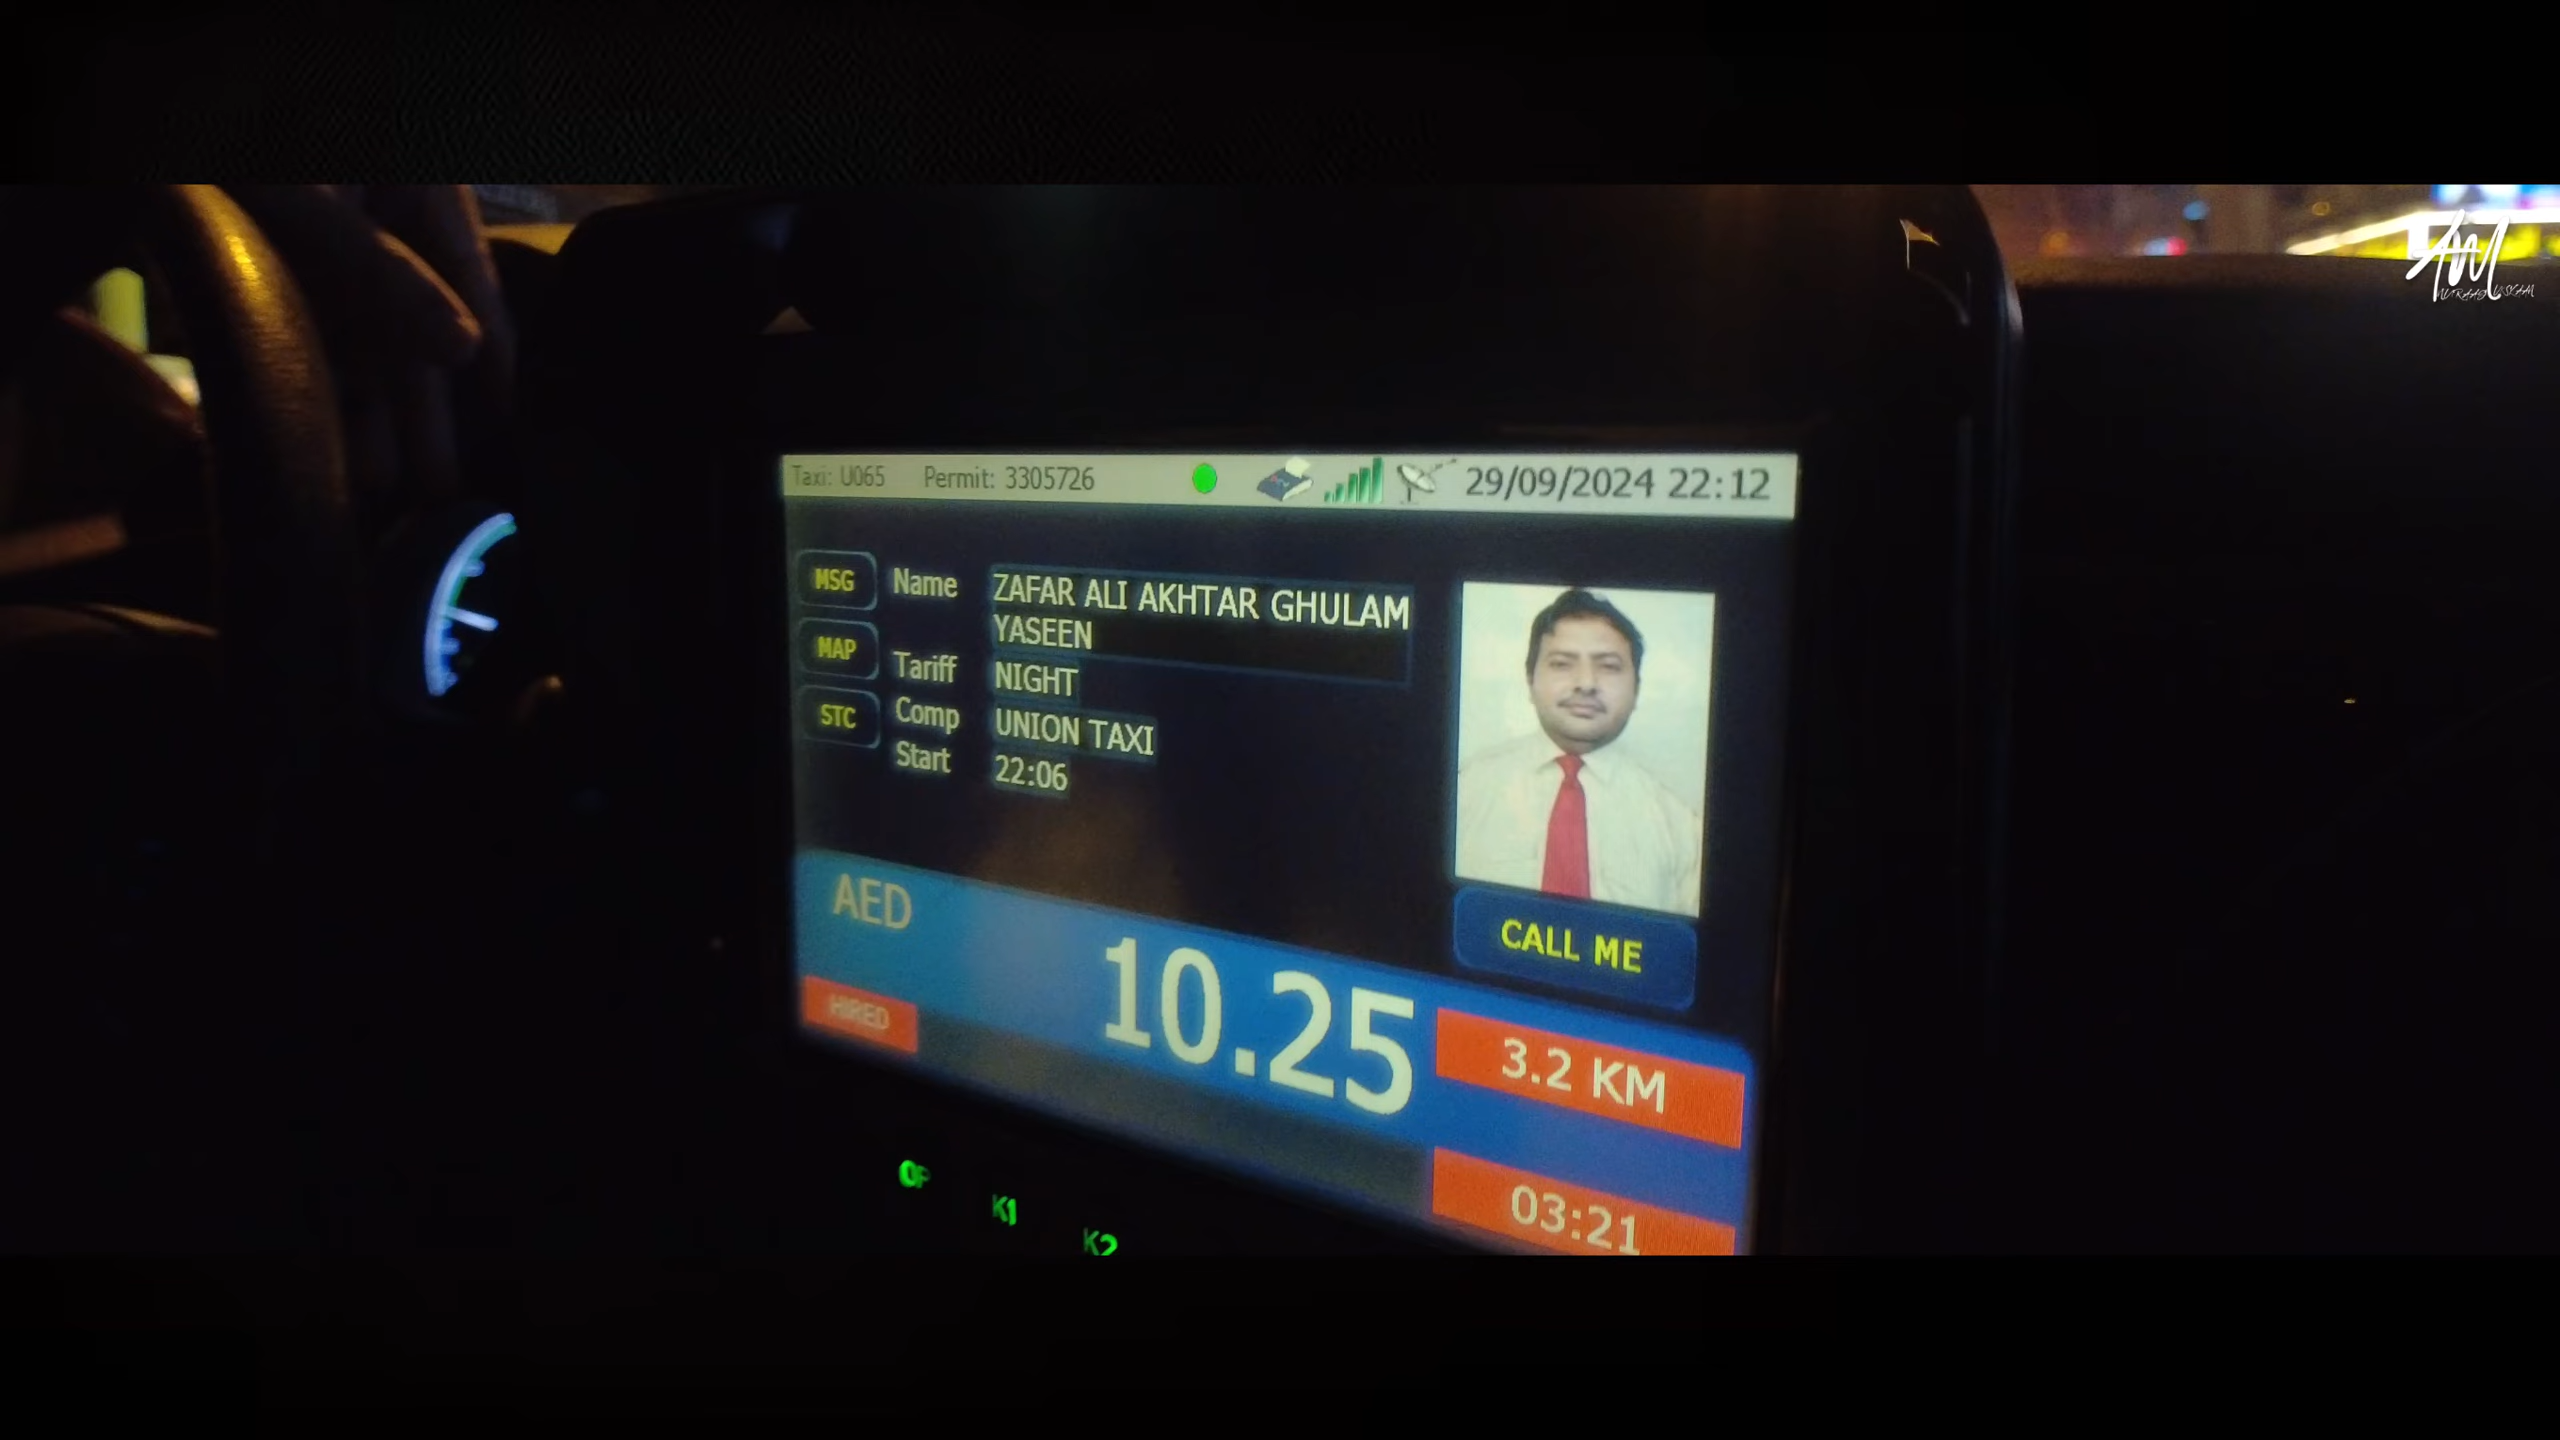 Taxi: U065 Permit: 3305726 29/09/2024 22:12
MSG Name ZAFAR ALI AKHTAR GHULAM
YASEEN
MAP Tariff NIGHT
STC Comp UNION TAXI
Start 22:06
CALL ME
AED
10.25
HIRED
3.2 KM
03:21
K1
K2